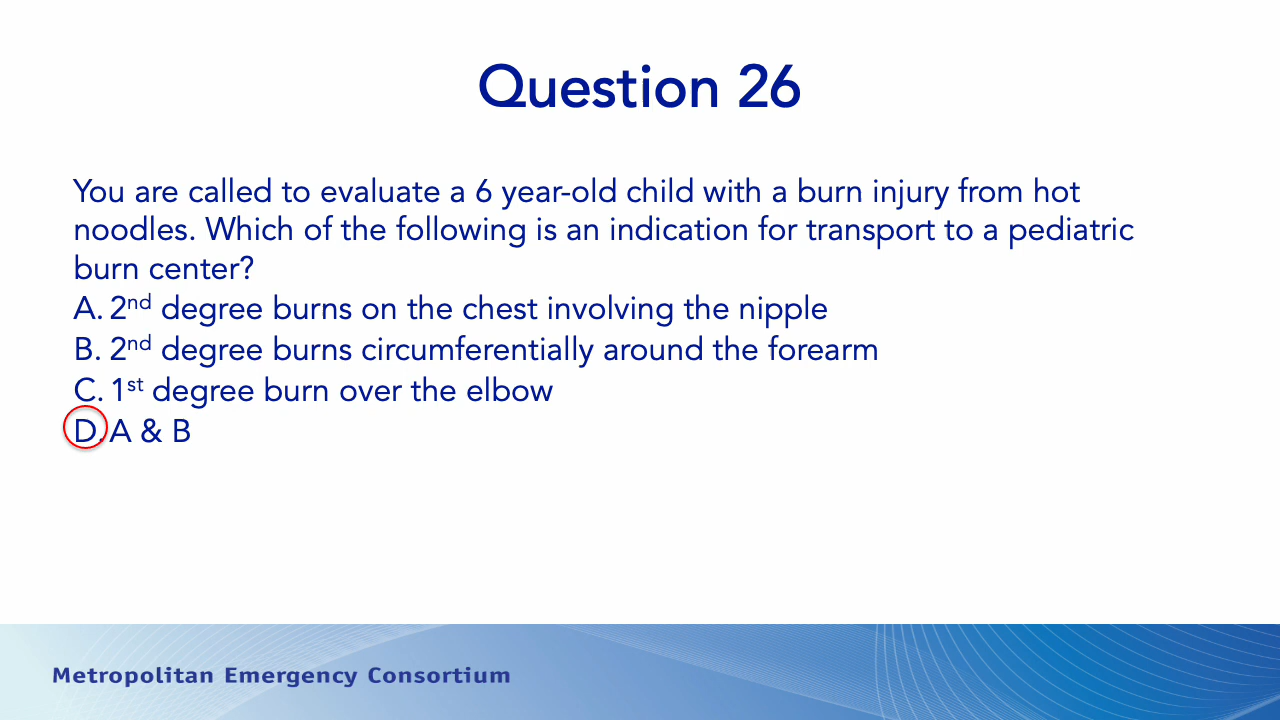 Question 26
You are called to evaluate a 6 year-old child with a burn injury from hot
noodles. Which of the following is an indication for transport to a pediatric
burn center?
A. 2nd degree burns on the chest involving the nipple
B. 2nd degree burns circumferentially around the forearm
C. 1st degree burn over the elbow
D. A & B
Metropolitan Emergency Consortium